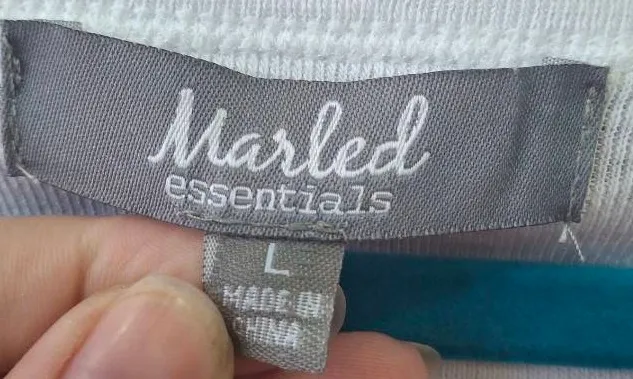 Marled
essentials
L
MADE IN
CHINA